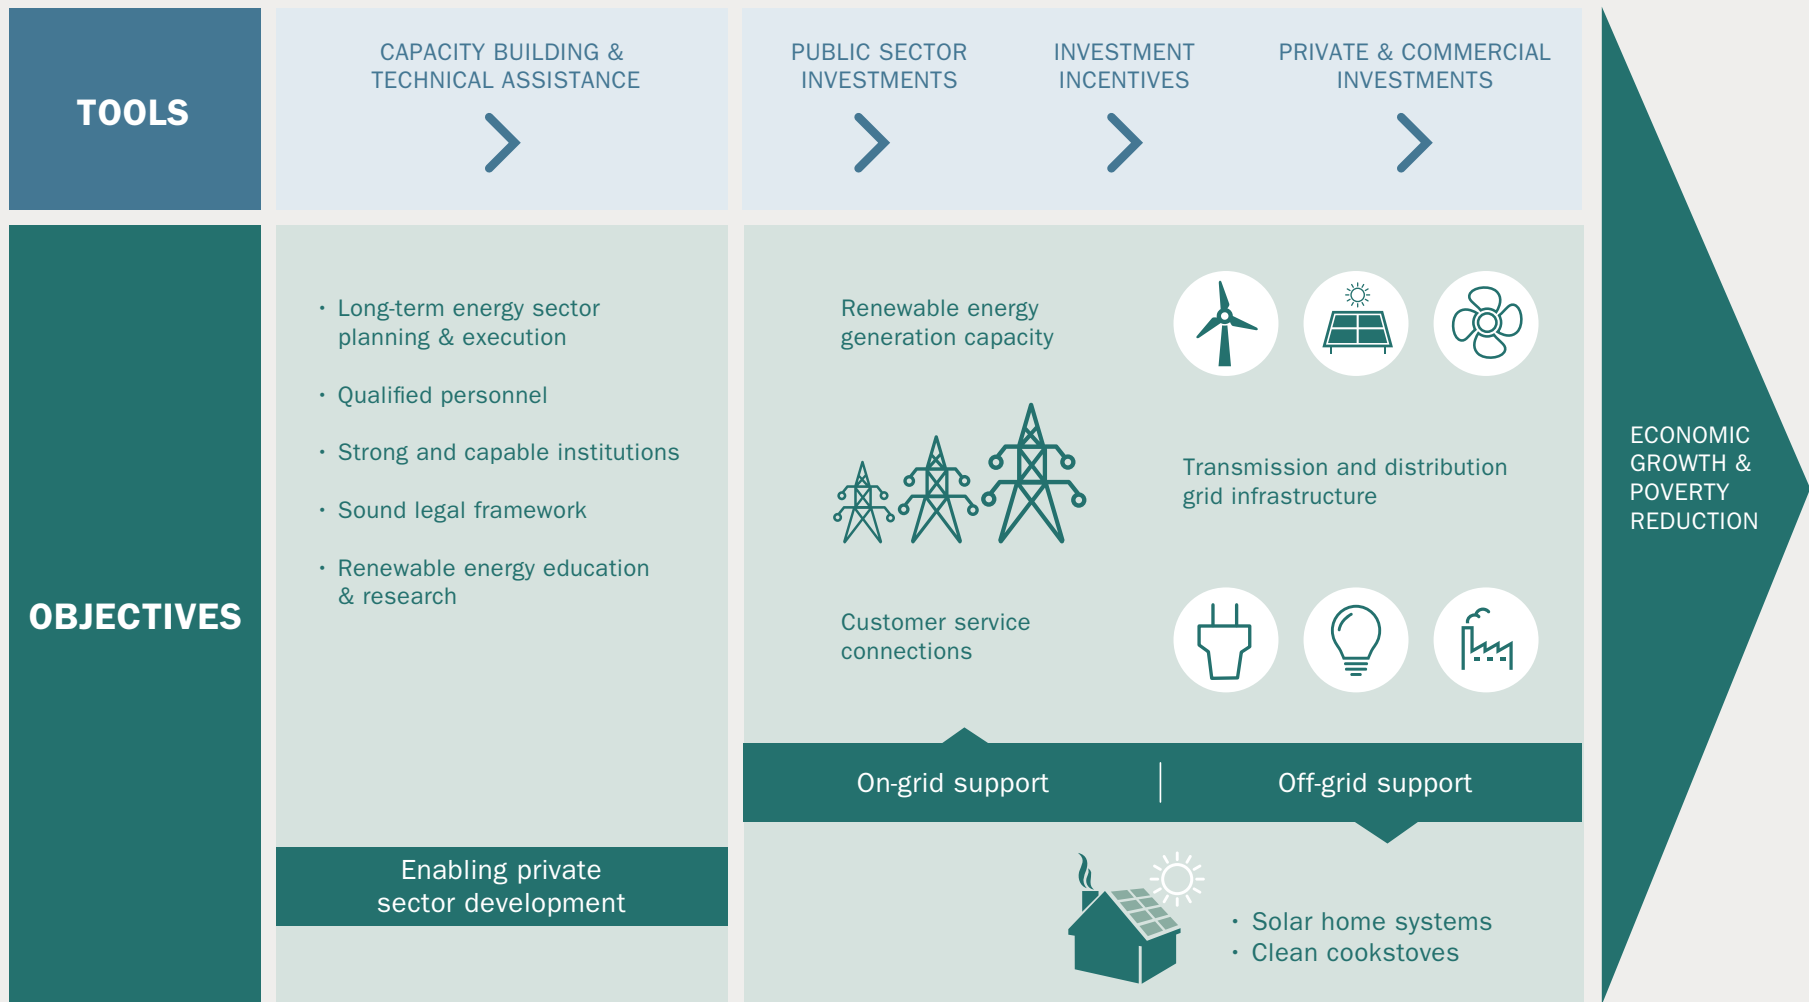 TOOLS
CAPACITY BUILDING &
TECHNICAL ASSISTANCE
PUBLIC SECTOR
INVESTMENTS
INVESTMENT
INCENTIVES
PRIVATE & COMMERCIAL
INVESTMENTS
OBJECTIVES
· Long-term energy sector
planning & execution
· Qualified personnel
· Strong and capable institutions
· Sound legal framework
· Renewable energy education
& research
Enabling private
sector development
Renewable energy
generation capacity
Transmission and distribution
grid infrastructure
Customer service
connections
On-grid support
Off-grid support
· Solar home systems
· Clean cookstoves
ECONOMIC
GROWTH &
POVERTY
REDUCTION